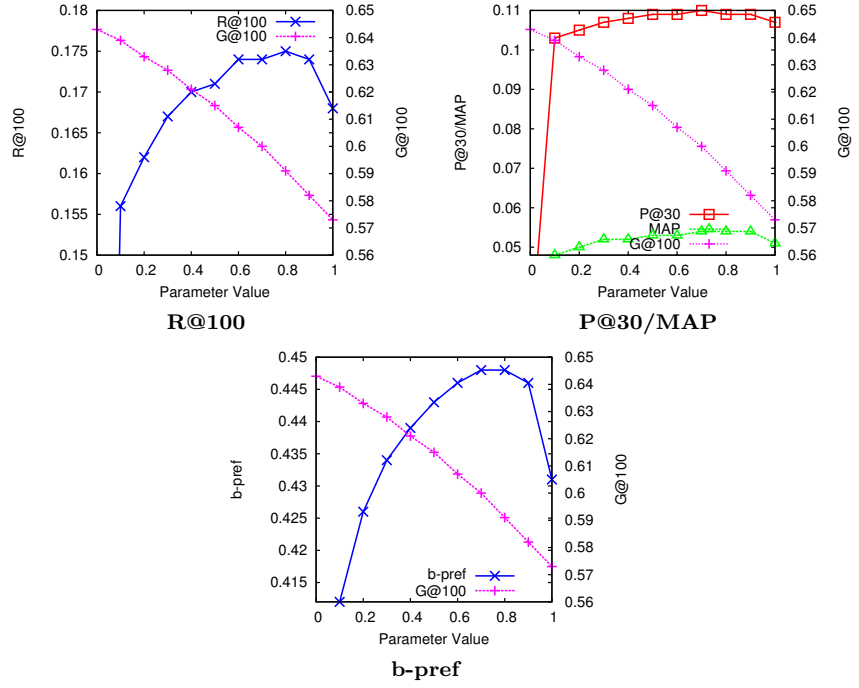 R@100
G@100
0.18
0.175
0.17
0.165
0.16
0.155
0.15
R@100
0.65
0.64
0.63
0.62
0.61
0.6
0.59
0.58
0.57
0.56
G@100
0 0.2 0.4 0.6 0.8 1
Parameter Value
R@100
P@30
MAP
G@100
0.11
0.1
0.09
0.08
0.07
0.06
0.05
P@30/MAP
0.65
0.64
0.63
0.62
0.61
0.6
0.59
0.58
0.57
0.56
G@100
0 0.2 0.4 0.6 0.8 1
Parameter Value
P@30/MAP
b-pref
G@100
0.45
0.445
0.44
0.435
0.43
0.425
0.42
0.415
b-pref
0.65
0.64
0.63
0.62
0.61
0.6
0.59
0.58
0.57
0.56
G@100
0 0.2 0.4 0.6 0.8 1
Parameter Value
b-pref